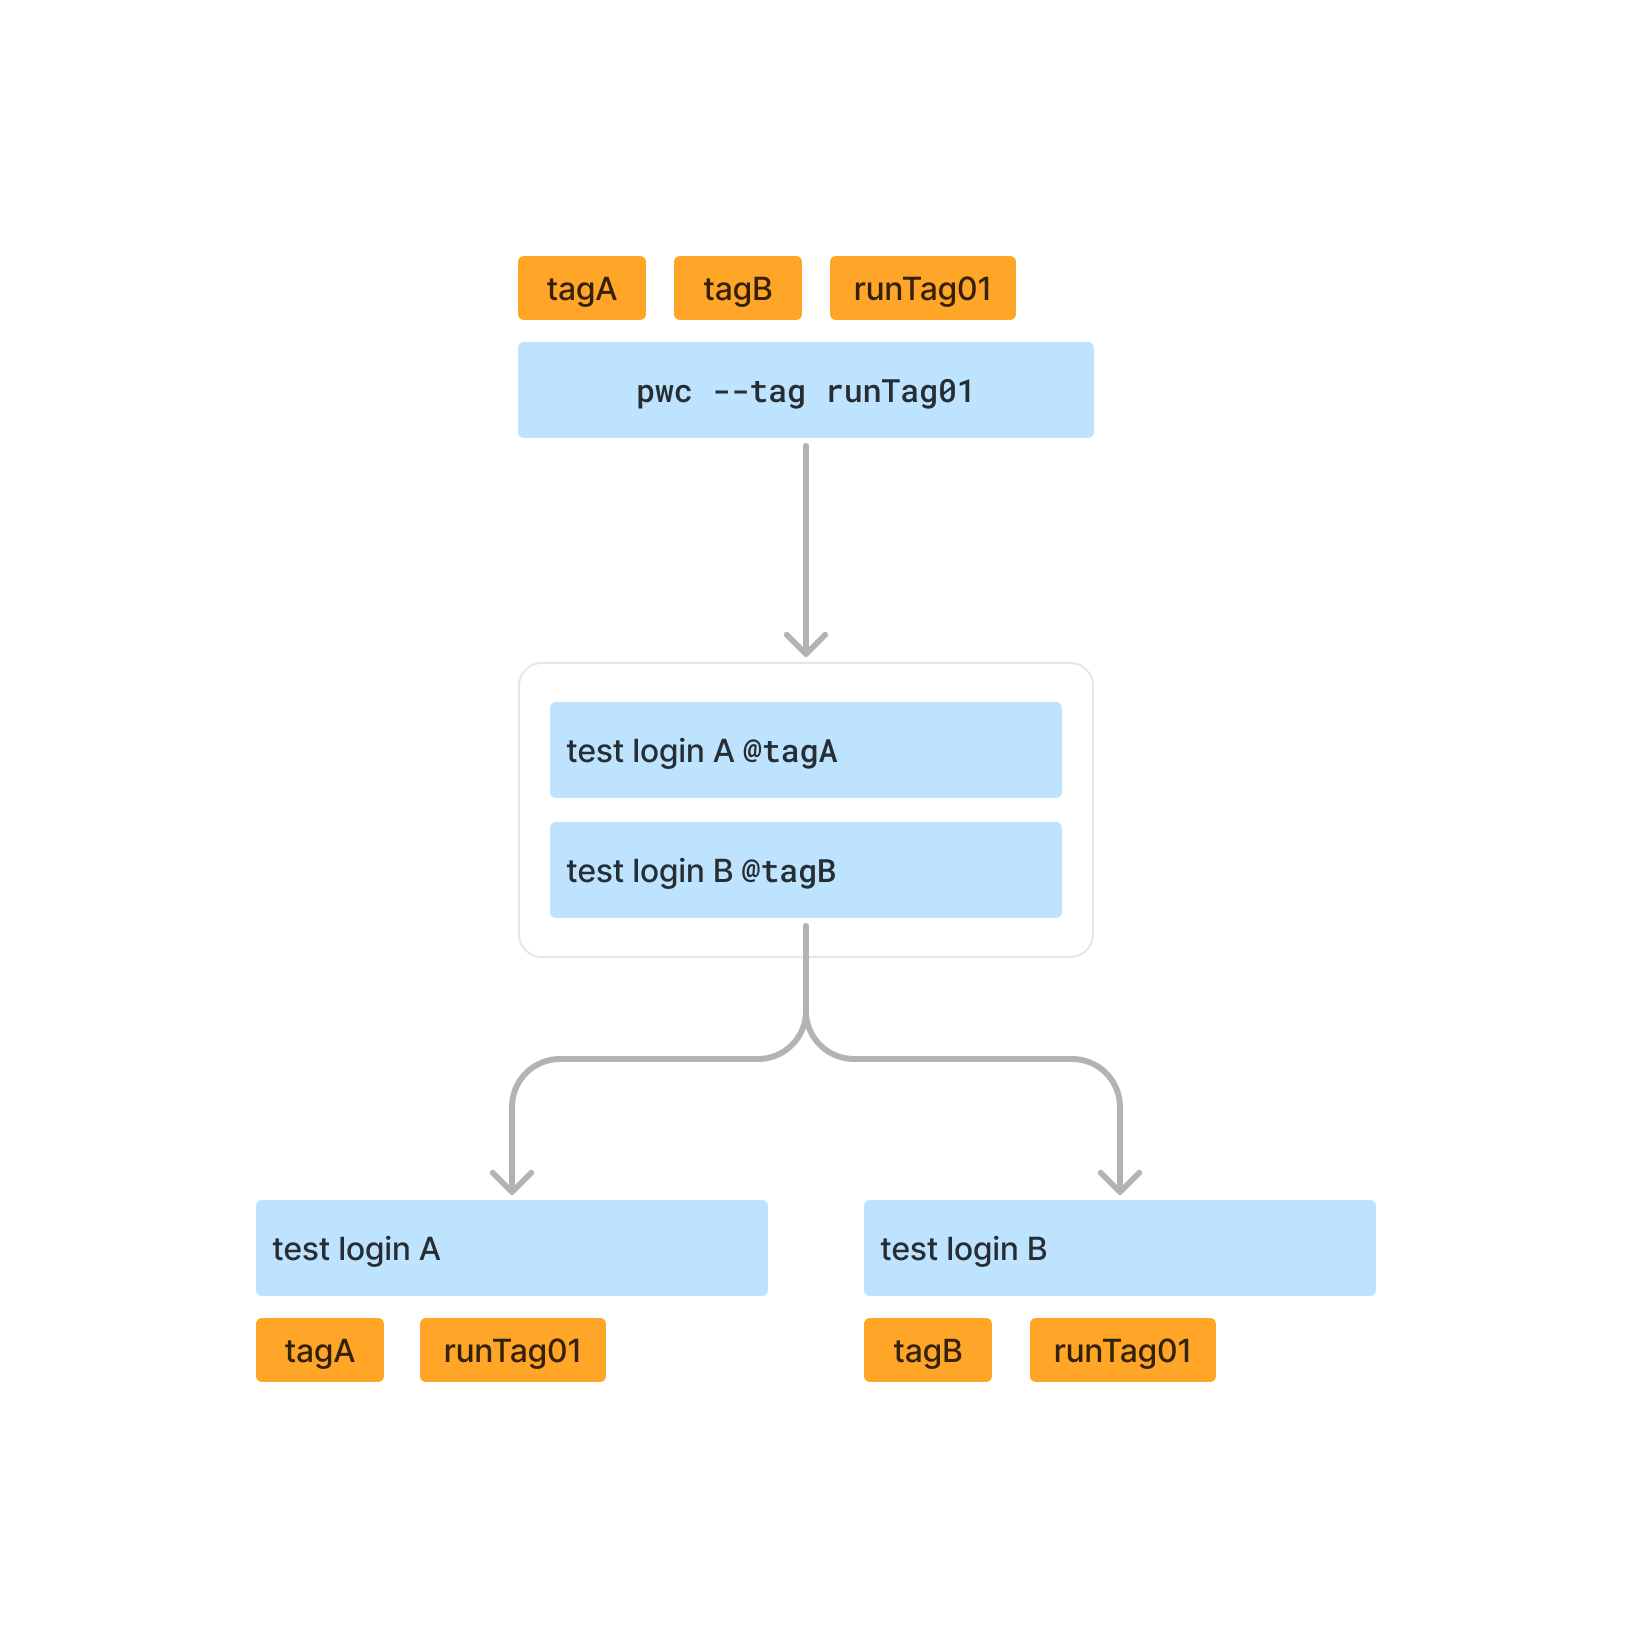 tagA tagB runTag01
pwc --tag runTag01
test login A @tagA
test login B @tagB
test login A
test login B
tagA runTag01
tagB runTag01